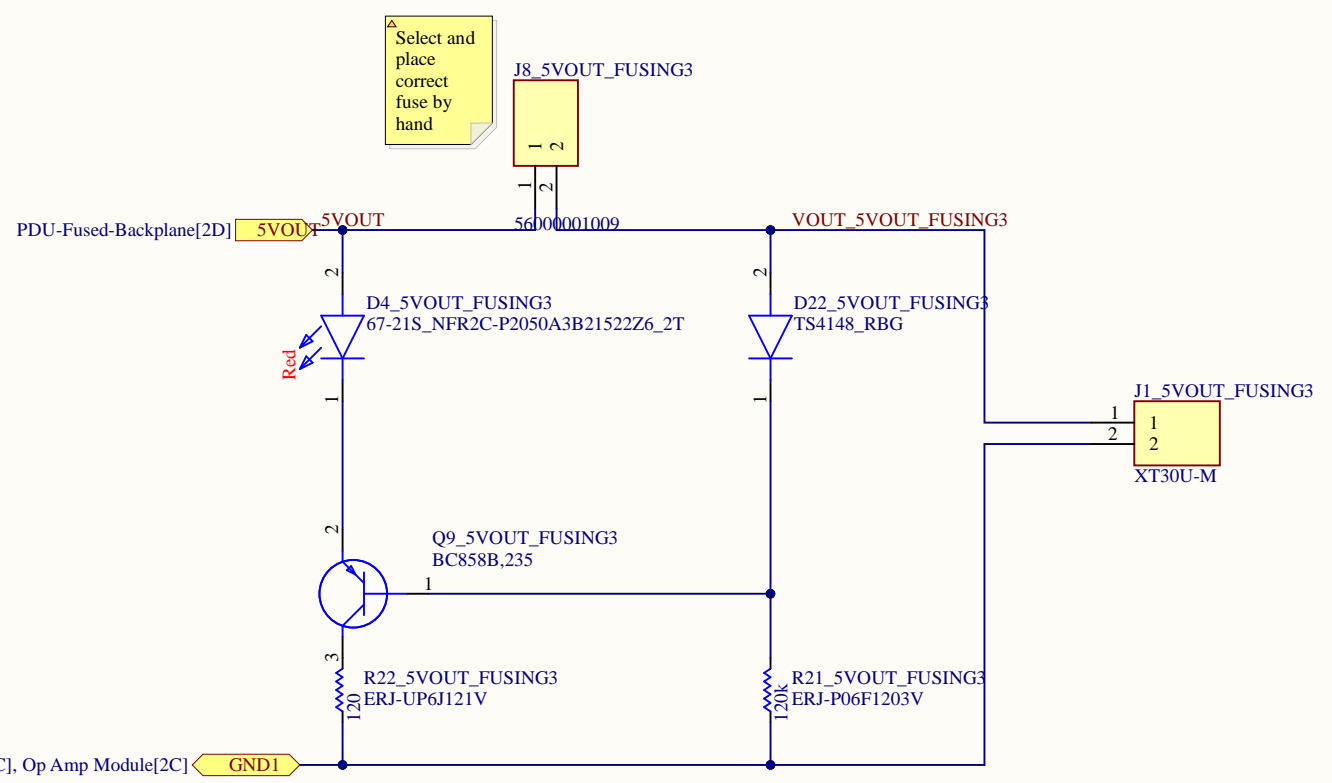 Select and
place
correct
fuse by
hand
J8_5VOUT_FUSING3
1
2
1
2
56000001009
PDU-Fused-Backplane[2D]
5VOUT
5VOUT
VOUT_5VOUT_FUSING3
2
D4_5VOUT_FUSING3
67-21S_NFR2C-P2050A3B21522Z6_2T
Red
1
2
D22_5VOUT_FUSING3
TS4148_RBG
1
J1_5VOUT_FUSING3
1
1
2
2
XT30U-M
2
Q9_5VOUT_FUSING3
BC858B,235
1
3
R22_5VOUT_FUSING3
ERJ-UP6J121V
120
R21_5VOUT_FUSING3
ERJ-P06F1203V
120k
C], Op Amp Module[2C]
GND1